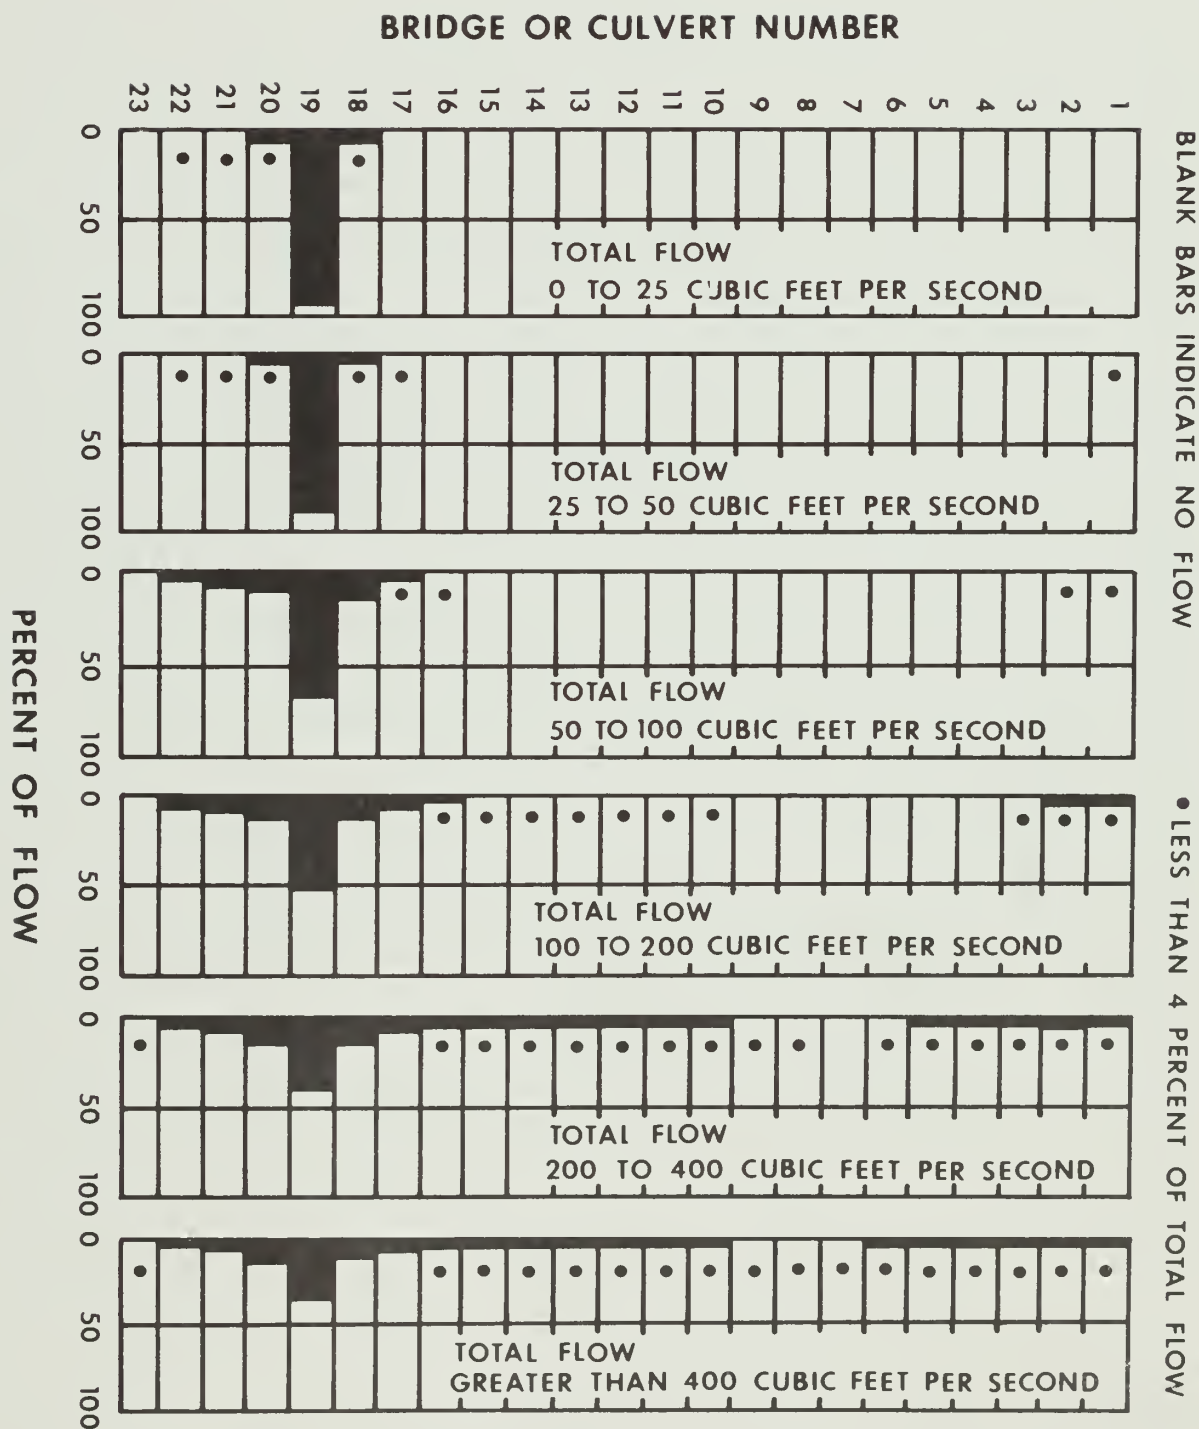 BRIDGE OR CULVERT NUMBER
23 22 21 20 19 18 17 16 15 14 13 12 11 10 9 8 7 6 5 4 3 2 1
0 50 100
TOTAL FLOW
0 TO 25 CUBIC FEET PER SECOND
0 50 100
TOTAL FLOW
25 TO 50 CUBIC FEET PER SECOND
0 50 100
TOTAL FLOW
50 TO 100 CUBIC FEET PER SECOND
0 50 100
TOTAL FLOW
100 TO 200 CUBIC FEET PER SECOND
0 50 100
TOTAL FLOW
200 TO 400 CUBIC FEET PER SECOND
0 50 100
TOTAL FLOW
GREATER THAN 400 CUBIC FEET PER SECOND
PERCENT OF FLOW
BLANK BARS INDICATE NO FLOW
● LESS THAN 4 PERCENT OF TOTAL FLOW